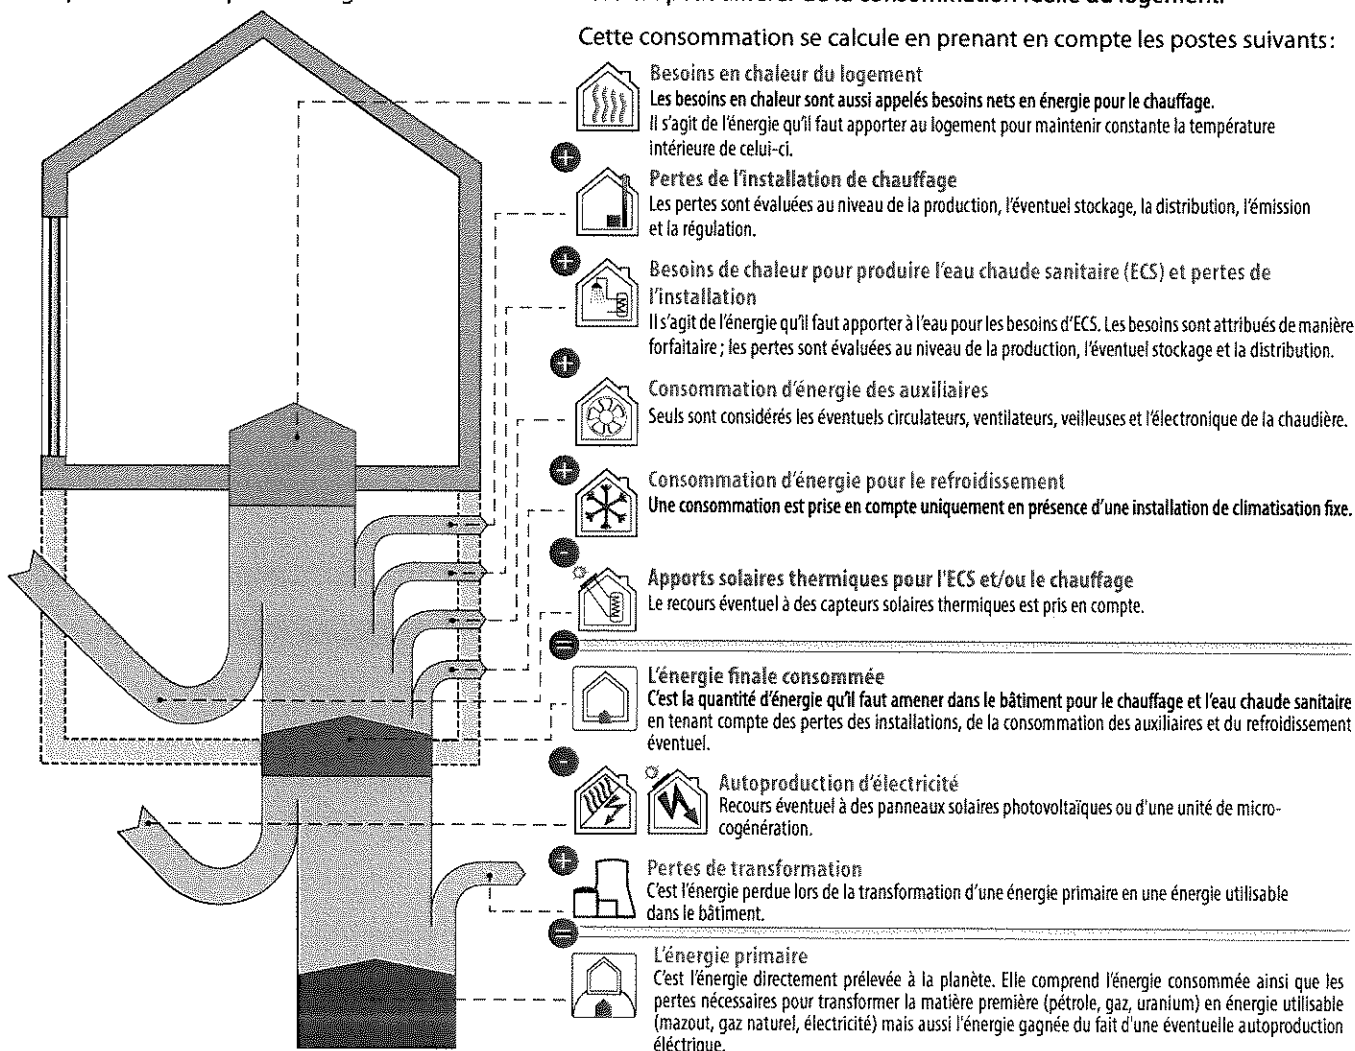 Cette consommation se calcule en prenant en compte les postes suivants:
Besoins en chaleur du logement
Les besoins en chaleur sont aussi appelés besoins nets en énergie pour le chauffage.
Il s'agit de l'énergie qu'il faut apporter au logement pour maintenir constante la température
intérieure de celui-ci.
+
Pertes de l'installation de chauffage
Les pertes sont évaluées au niveau de la production, l'éventuel stockage, la distribution, l'émission
et la régulation.
+
Besoins de chaleur pour produire l'eau chaude sanitaire (ECS) et pertes de
l'installation
Il s'agit de l'énergie qu'il faut apporter à l'eau pour les besoins d'ECS. Les besoins sont attribués de manière
forfaitaire ; les pertes sont évaluées au niveau de la production, l'éventuel stockage et la distribution.
+
Consommation d'énergie des auxiliaires
Seuls sont considérés les éventuels circulateurs, ventilateurs, veilleuses et l'électronique de la chaudière.
+
Consommation d'énergie pour le refroidissement
Une consommation est prise en compte uniquement en présence d'une installation de climatisation fixe.
-
Apports solaires thermiques pour l'ECS et/ou le chauffage
Le recours éventuel à des capteurs solaires thermiques est pris en compte.
=
L'énergie finale consommée
C'est la quantité d'énergie qu'il faut amener dans le bâtiment pour le chauffage et l'eau chaude sanitaire
en tenant compte des pertes des installations, de la consommation des auxiliaires et du refroidissement
éventuel.
-
Autoproduction d'électricité
Recours éventuel à des panneaux solaires photovoltaïques ou d'une unité de micro-
cogénération.
+
Pertes de transformation
C'est l'énergie perdue lors de la transformation d'une énergie primaire en une énergie utilisable
dans le bâtiment.
=
L'énergie primaire
C'est l'énergie directement prélevée à la planète. Elle comprend l'énergie consommée ainsi que les
pertes nécessaires pour transformer la matière première (pétrole, gaz, uranium) en énergie utilisable
(mazout, gaz naturel, électricité) mais aussi l'énergie gagnée du fait d'une éventuelle autoproduction
éléctrique.